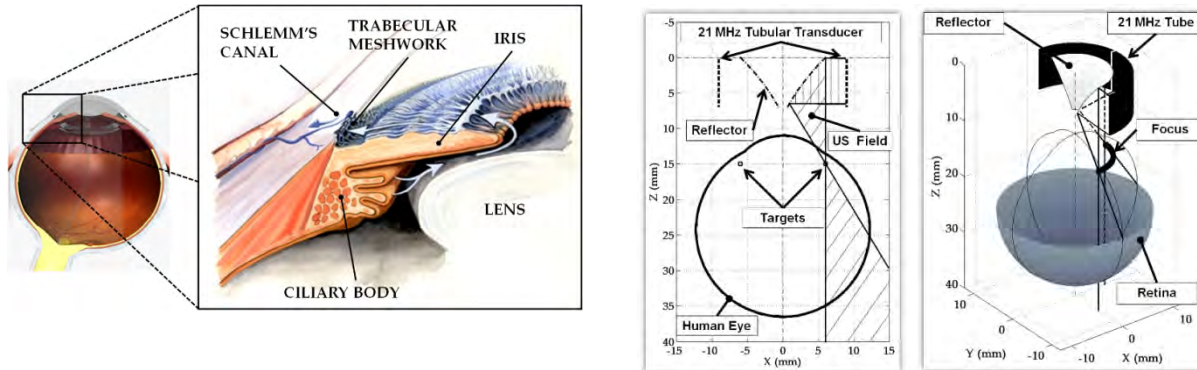 SCHLEMM'S
CANAL
TRABECULAR
MESHWORK
IRIS
LENS
CILIARY BODY
21 MHz Tubular Transducer
0
5
10
15
20
25
30
35
40
Z (mm)
Reflector
US Field
Targets
Human Eye
-15
-10
-5
0
5
10
15
X (mm)
Reflector
21 MHz Tube
0
10
20
30
40
Z (mm)
Focus
Retina
10
0
-10
Y (mm)
-10
0
10
X (mm)